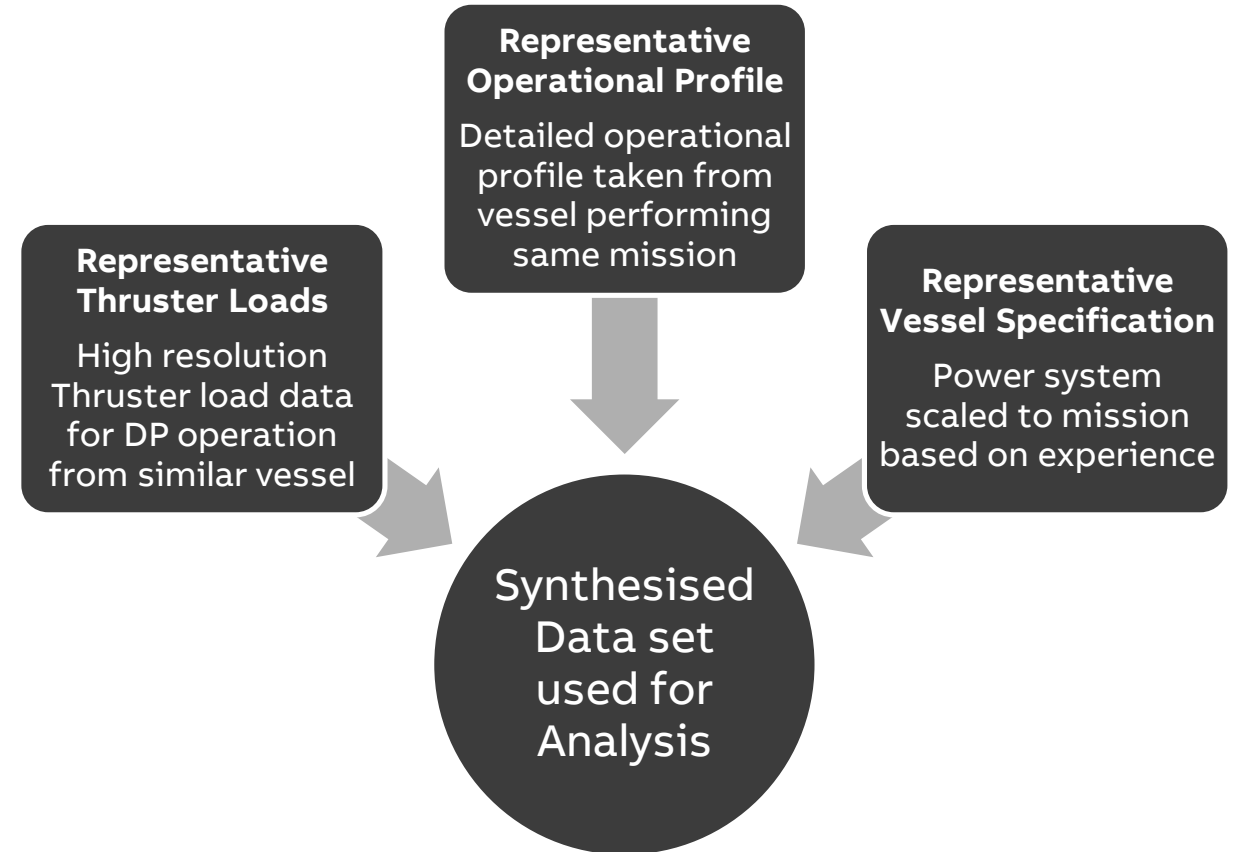 Representative
Operational Profile
Detailed operational
profile taken from
vessel performing
same mission
Representative
Thruster Loads
High resolution
Thruster load data
for DP operation
from similar vessel
Representative
Vessel Specification
Power system
scaled to mission
based on experience
Synthesised
Data set
used for
Analysis